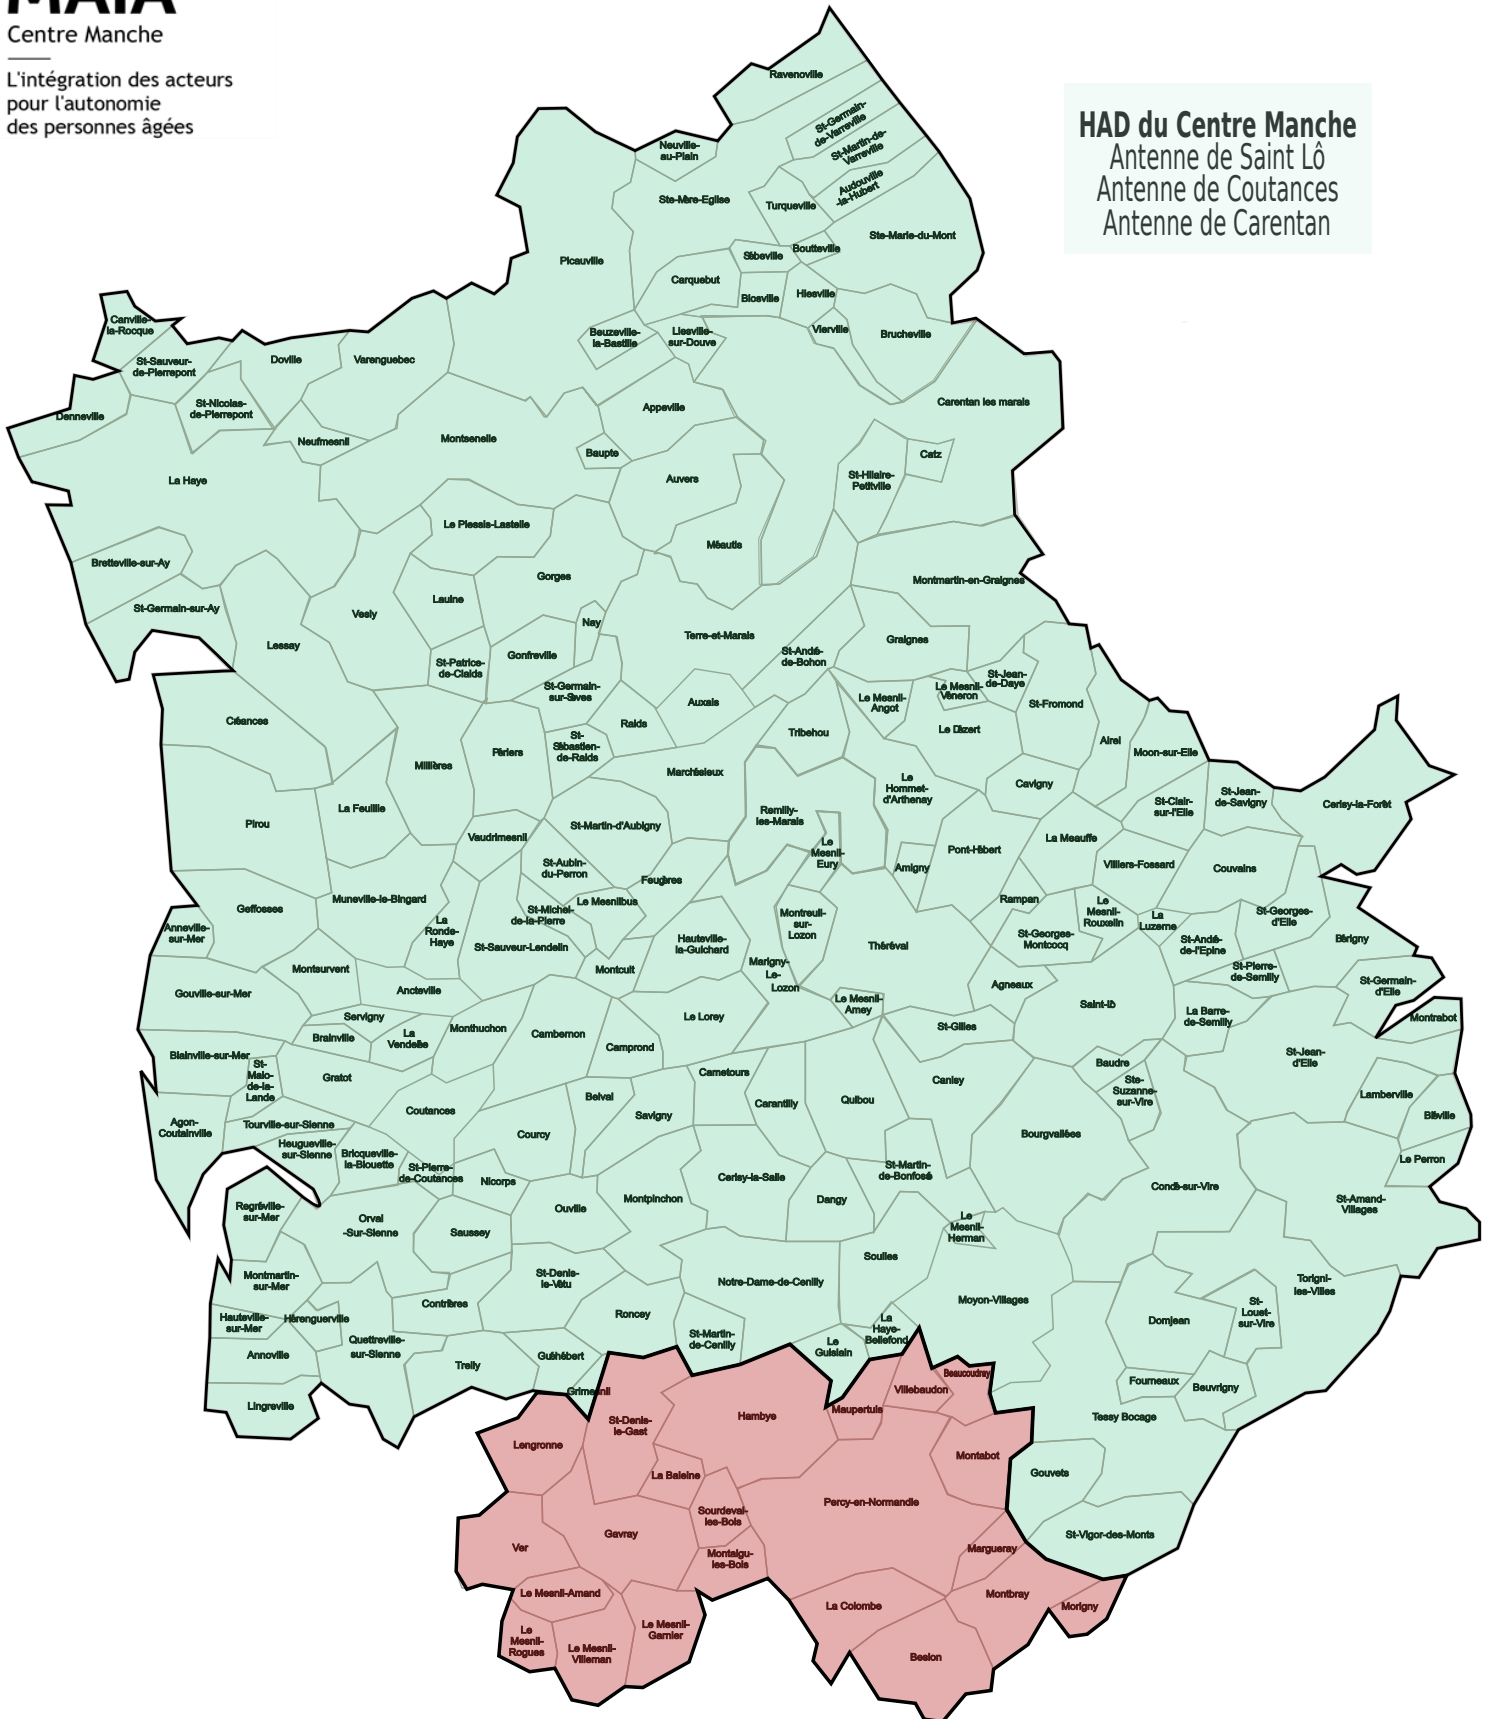 MAIA
Centre Manche
L'intégration des acteurs
pour l'autonomie
des personnes âgées
HAD du Centre Manche
Antenne de Saint Lô
Antenne de Coutances
Antenne de Carentan
Ravenoville
St-Germain-
de-Varreville
St-Martin-de-
Varreville
Neuville-
au-Plain
Audouville
-la-Hubert
Ste-Mère-Eglise
Turqueville
Ste-Marie-du-Mont
Boutteville
Sébeville
Picauville
Carquebut
Blosville
Hiesville
Canville-
la-Rocque
Beuzeville-
la-Bastille
Liesville-
sur-Douve
Vierville
Brucheville
St-Sauveur-
de-Pierrepont
Doville
Varenguebec
Denneville
St-Nicolas-
de-Pierrepont
Appeville
Carentan les marais
Neufmesnil
Montsenelle
Baupte
Catz
La Haye
Auvers
St-Hilaire-
Petitville
Le Plessis-Lastelle
Méautis
Bretteville-sur-Ay
Gorges
Montmartin-en-Graignes
St-Germain-sur-Ay
Vesly
Laulne
Nay
Terre-et-Marais
Graignes
Lessay
St-Patrice-
de-Claids
Gonfreville
St-André-
de-Bohon
St-Germain-
sur-Sèves
Auxais
Le Mesnil-
Angot
Le Mesnil-
Véneron
St-Jean-
de-Daye
St-Fromond
Créances
Raids
Tribehou
Le Dézert
Airel
Millières
Périers
St-
Sébastien-
de-Raids
Marchésieux
Moon-sur-Elle
Le
Hommet-
d'Arthenay
Cavigny
St-Clair-
sur-l'Elle
St-Jean-
de-Savigny
Cerisy-la-Forêt
Pirou
La Feuillie
Remilly-
les-Marais
Vaudrimesnil
St-Martin-d'Aubigny
Le
Mesnil-
Eury
Amigny
Pont-Hébert
La Meauffe
Villiers-Fossard
Couvains
St-Aubin-
du-Perron
Feugères
Geffosses
Muneville-le-Bingard
Le Mesnilbus
Rampan
Le
Mesnil-
Rouxelin
La
Luzerne
St-Georges-
d'Elle
Anneville-
sur-Mer
La
Ronde-
Haye
St-Michel-
de-la-Pierre
St-Sauveur-Lendelin
Hauteville-
la-Guichard
Montreuil-
sur-
Lozon
Théréval
St-Georges-
Montcocq
St-André-
de-l'Epine
Bérigny
Montsurvent
Montcuit
Marigny-
Le-
Lozon
St-Pierre-
de-Semilly
Gouville-sur-Mer
Ancteville
Le Mesnil-
Amey
Agneaux
Saint-lô
St-Germain-
d'Elle
Servigny
Le Lorey
St-Gilles
La Barre-
de-Semilly
Montrabot
Brainville
La
Vendelée
Monthuchon
Cambernon
Camprond
Blainville-sur-Mer
St-
Malo-
de-la-
Lande
Gratot
Cametours
Canisy
Baudre
Ste-
Suzanne-
sur-Vire
St-Jean-
d'Elle
Lamberville
Biéville
Agon-
Coutainville
Tourville-sur-Sienne
Coutances
Belval
Savigny
Carantilly
Quibou
Heugueville-
sur-Sienne
Courcy
Bourgvallées
Bricqueville-
la-Blouette
St-Pierre-
de-Coutances
Nicorps
Cerisy-la-Salle
St-Martin-
de-Bonfossé
Le Perron
Condé-sur-Vire
Regnéville-
sur-Mer
Orval
-Sur-Sienne
Saussey
Ouville
Montpinchon
Dangy
Le
Mesnil-
Herman
St-Amand-
Villages
Montmartin-
sur-Mer
St-Denis-
le-Vêtu
Notre-Dame-de-Cenilly
Soulles
Moyon-Villages
Torigni-
les-Villes
Hauteville-
sur-Mer
Hérenguerville
Contrières
Roncey
St-Martin-
de-Cenilly
La
Haye-
Bellefond
Domjean
St-
Louet-
sur-Vire
Annoville
Quettreville-
sur-Sienne
Trelly
Guéhébert
Le
Guislain
Lingreville
Grimesnil
Villebaudon
Beaucoudray
Fourneaux
Beuvrigny
Lengronne
St-Denis-
le-Gast
Hambye
Maupertuis
Tessy Bocage
Montabot
Gouvets
La Baleine
Sourdeval-
les-Bois
Percy-en-Normandie
Ver
Gavray
Montaigu-
les-Bois
Margueray
St-Vigor-des-Monts
Le Mesnil-Amand
La Colombe
Montbray
Morigny
Le
Mesnil-
Rogues
Le Mesnil-
Villeman
Le Mesnil-
Garnier
Beslon